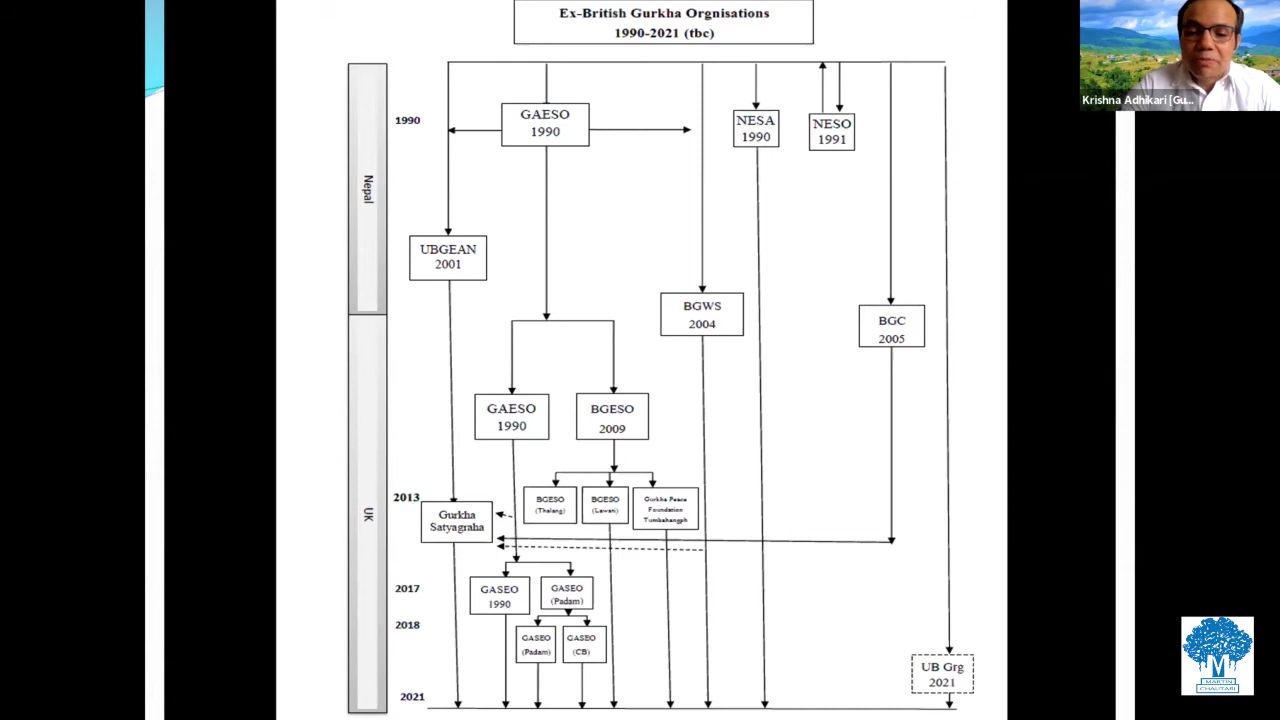 Ex-British Gurkha Orgnisations
1990-2021 (tbc)
Krishna Adhikari [Gu...
Nepal
1990
GAESO
1990
NESA
1990
NESO
1991
UBGEAN
2001
BGWS
2004
BGC
2005
UK
GAESO
1990
BGESO
2009
2013
Gurkha
Satyagraha
BGESO
(Thalang)
BGESO
(Lawati)
Gurkha Peace
Foundation
Tumbahangph
2017
GASEO
1990
GASEO
(Padam)
2018
GASEO
(Padam)
GASEO
(CB)
UB Grg
2021
2021
M
MARTIN
CHAUTARI